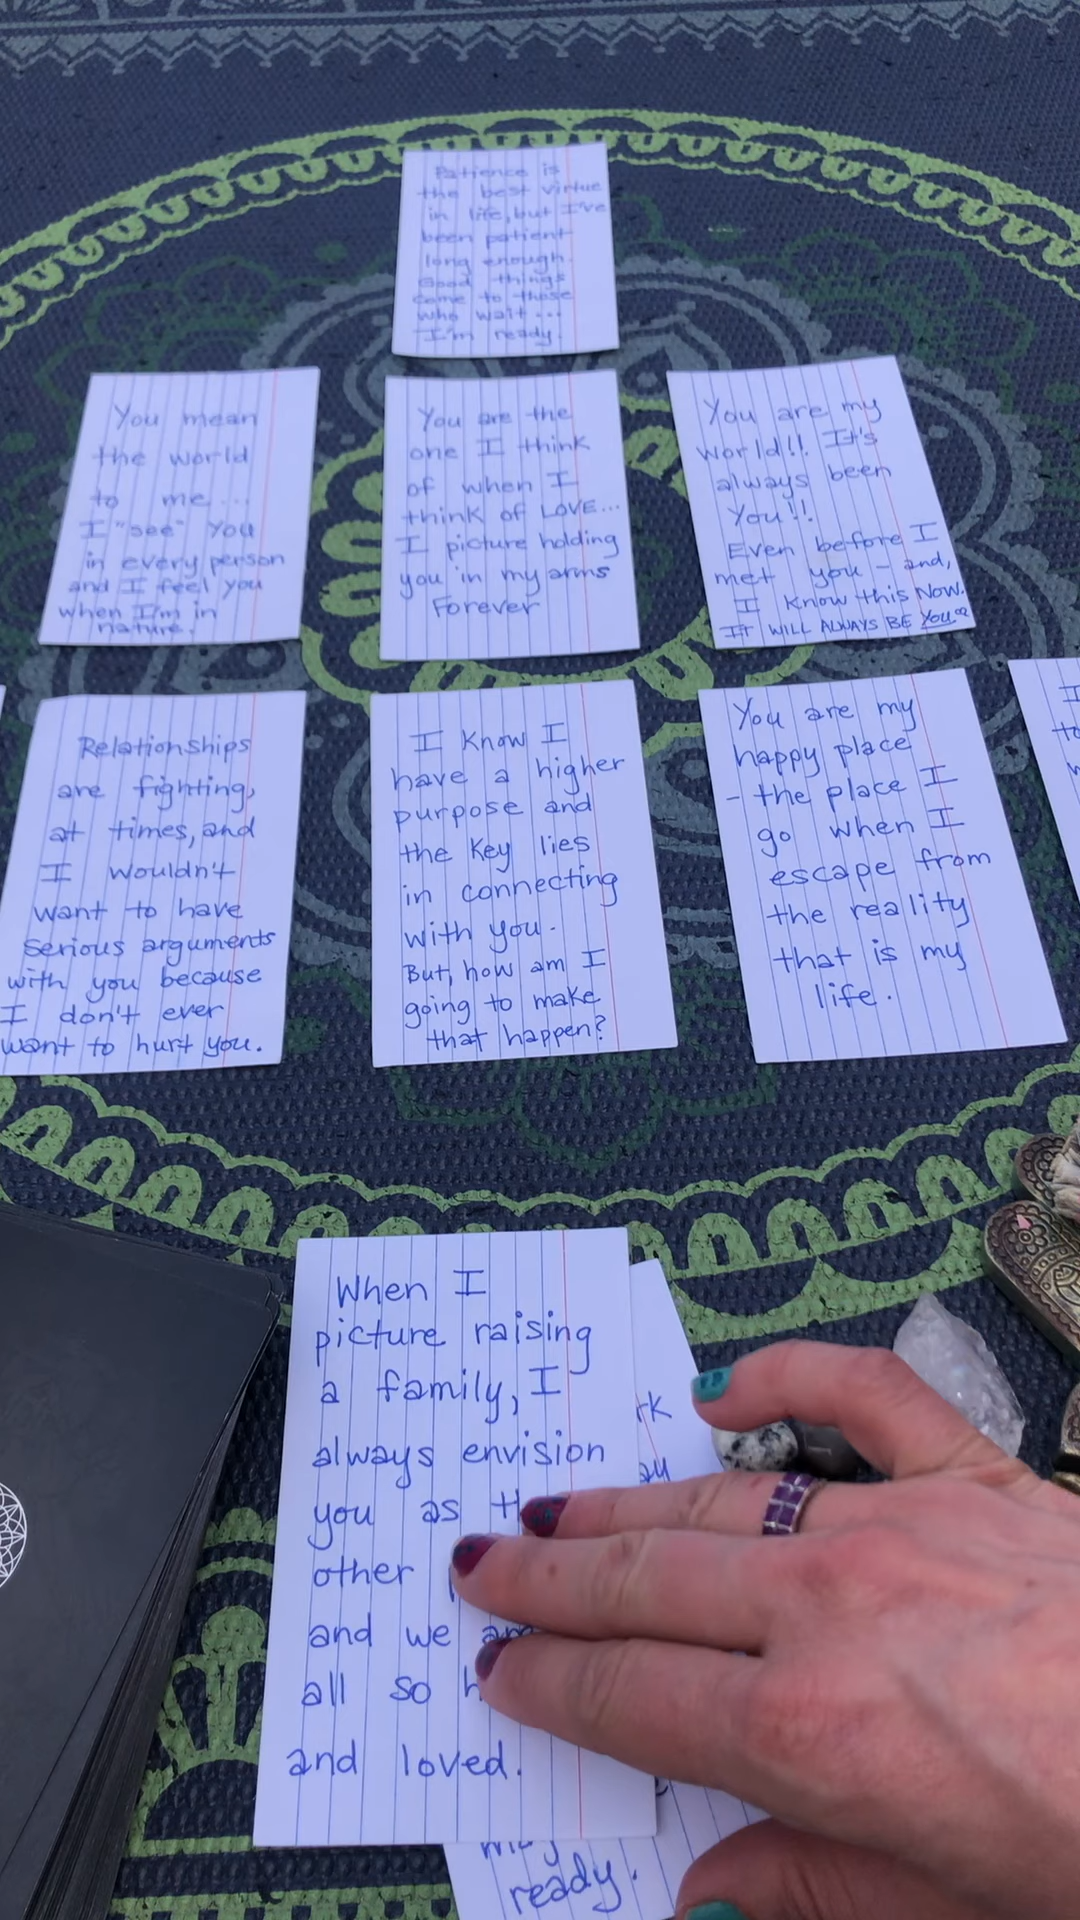 Patience is
the best virtue
in life, but I've
been patient
long enough.
Good things
come to those
who wait...
I'm ready.
You mean
the world
to me...
I "see" you
in every person
and I feel you
when I'm in
nature.
You are the
one I think
of when I
think of LOVE...
I picture holding
you in my arms
Forever
You are my
world!! It's
always been
You!!
Even before I
met you - and,
I know this Now.
It WILL ALWAYS BE You
Relationships
are fighting,
at times, and
I wouldn't
want to have
serious arguments
with you because
I don't ever
want to hurt you.
I know I
have a higher
purpose and
the key lies
in connecting
with you.
But, how am I
going to make
that happen?
You are my
happy place
- the place I
go when I
escape from
the reality
that is my
life.
I
When I
picture raising
a family, I
always envision
you as
other
and we are
all so
and loved.
ready.